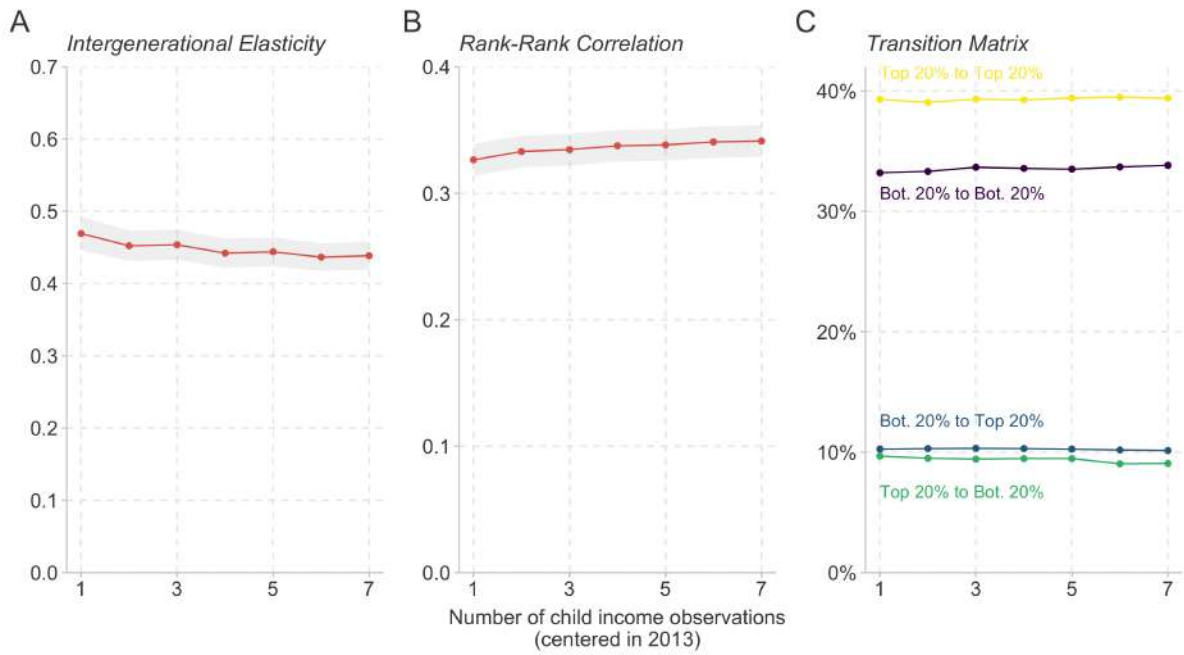 A
Intergenerational Elasticity
0.7
0.6
0.5
0.4
0.3
0.2
0.1
0.0
1 3 5 7
B
Rank-Rank Correlation
0.4
0.3
0.2
0.1
0.0
1 3 5 7
Number of child income observations
(centered in 2013)
C
Transition Matrix
Top 20% to Top 20%
40%
Bot. 20% to Bot. 20%
30%
20%
Bot. 20% to Top 20%
10%
Top 20% to Bot. 20%
0%
1 3 5 7